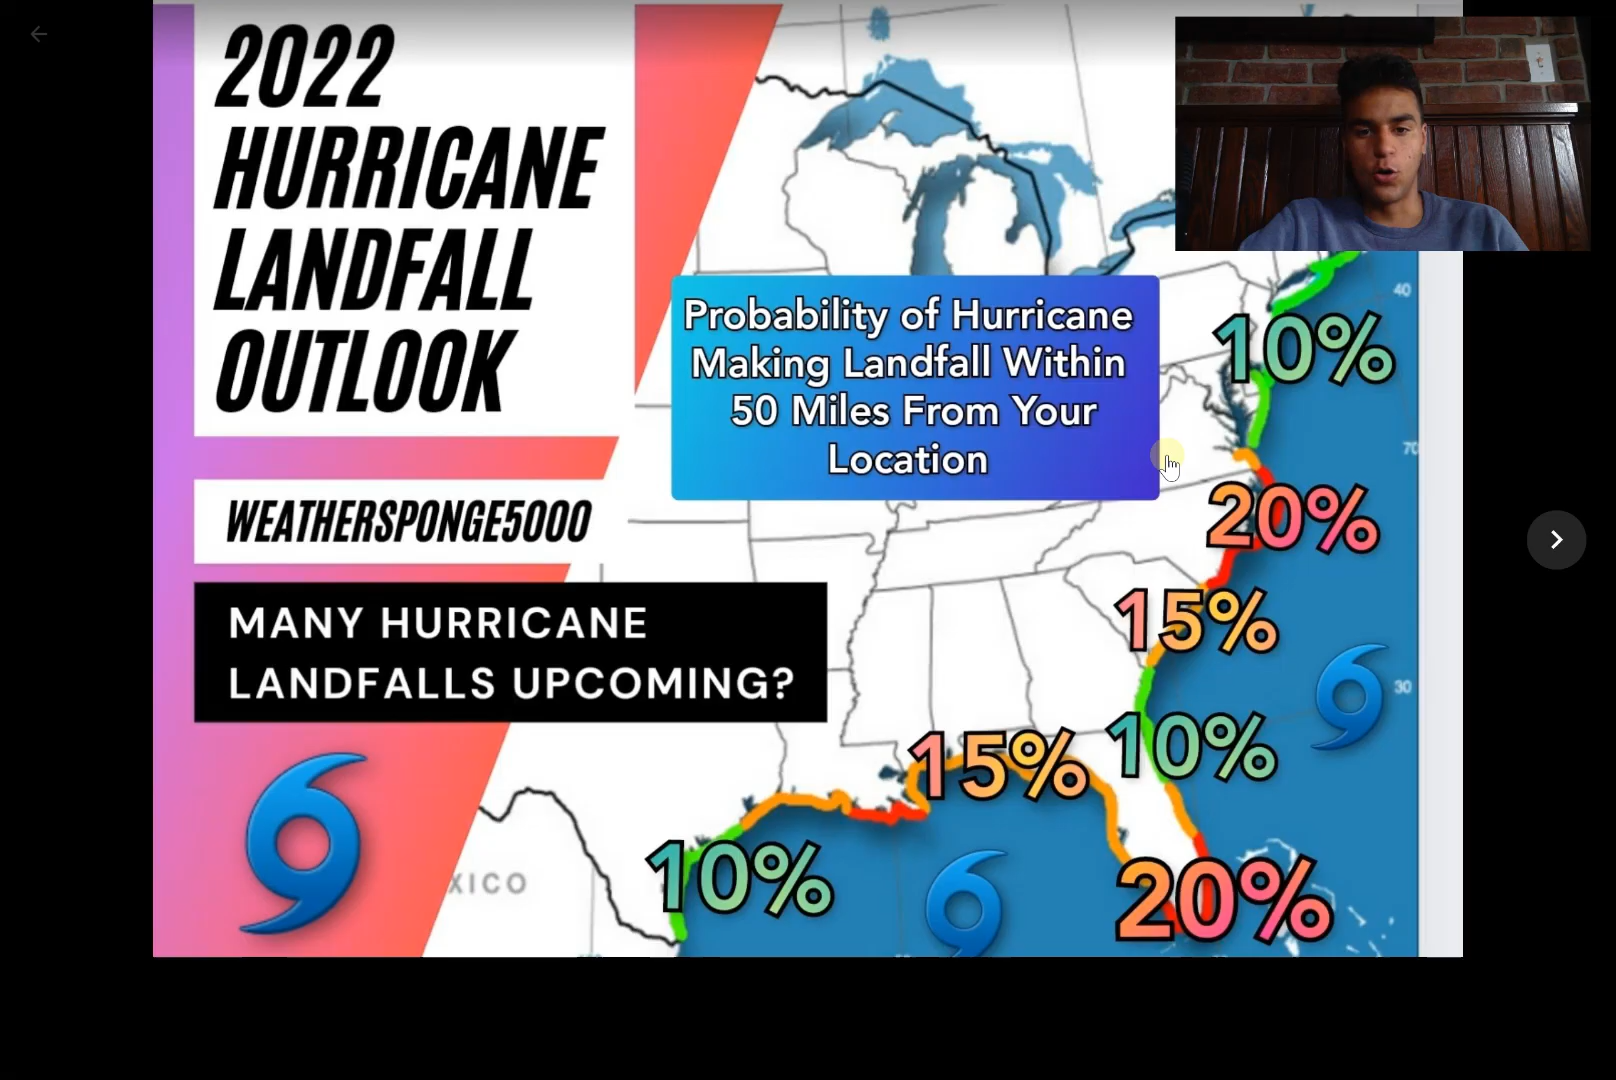 2022
HURRICANE
LANDFALL
OUTLOOK
WEATHERSPONGE5000
MANY HURRICANE
LANDFALLS UPCOMING?
Probability of Hurricane
Making Landfall Within
50 Miles From Your
Location
40
10%
70
20%
15%
30
10%
15%
10%
20%
XICO